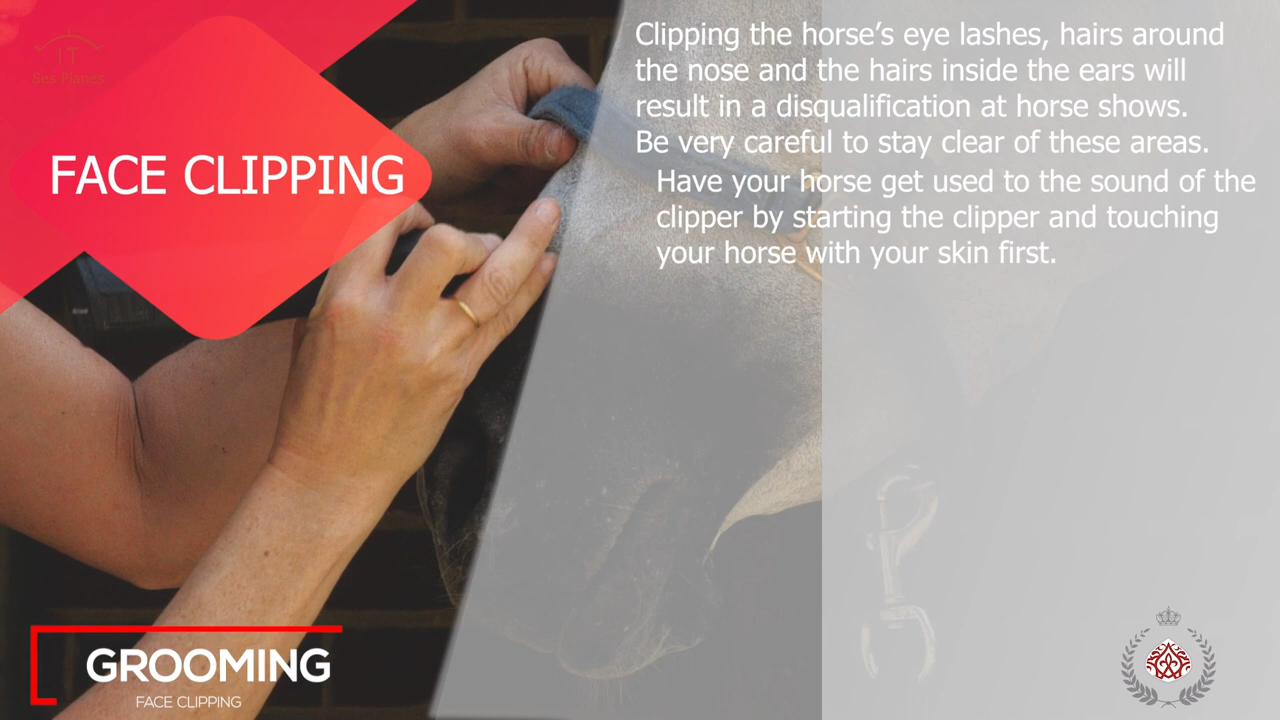 IT
Ses Planes
FACE CLIPPING
Clipping the horse’s eye lashes, hairs around
the nose and the hairs inside the ears will
result in a disqualification at horse shows.
Be very careful to stay clear of these areas.
Have your horse get used to the sound of the
clipper by starting the clipper and touching
your horse with your skin first.
GROOMING
FACE CLIPPING